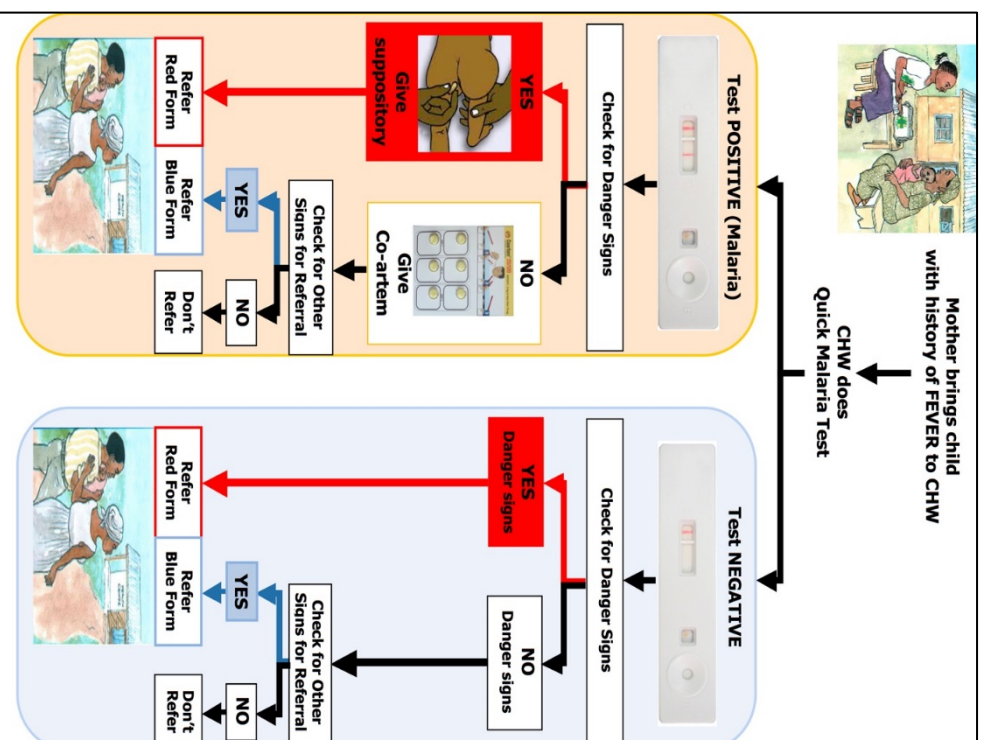 Mother brings child
with history of FEVER to CHW
CHW does
Quick Malaria Test
Test POSITIVE (Malaria)
Check for Danger Signs
YES
Give
suppository
NO
Give
Co-artem
Check for Other
Signs for Referral
YES
NO
Refer
Red Form
Refer
Blue Form
Don't
Refer
Test NEGATIVE
Check for Danger Signs
YES
Danger signs
NO
Danger signs
Check for Other
Signs for Referral
YES
NO
Refer
Red Form
Refer
Blue Form
Don't
Refer